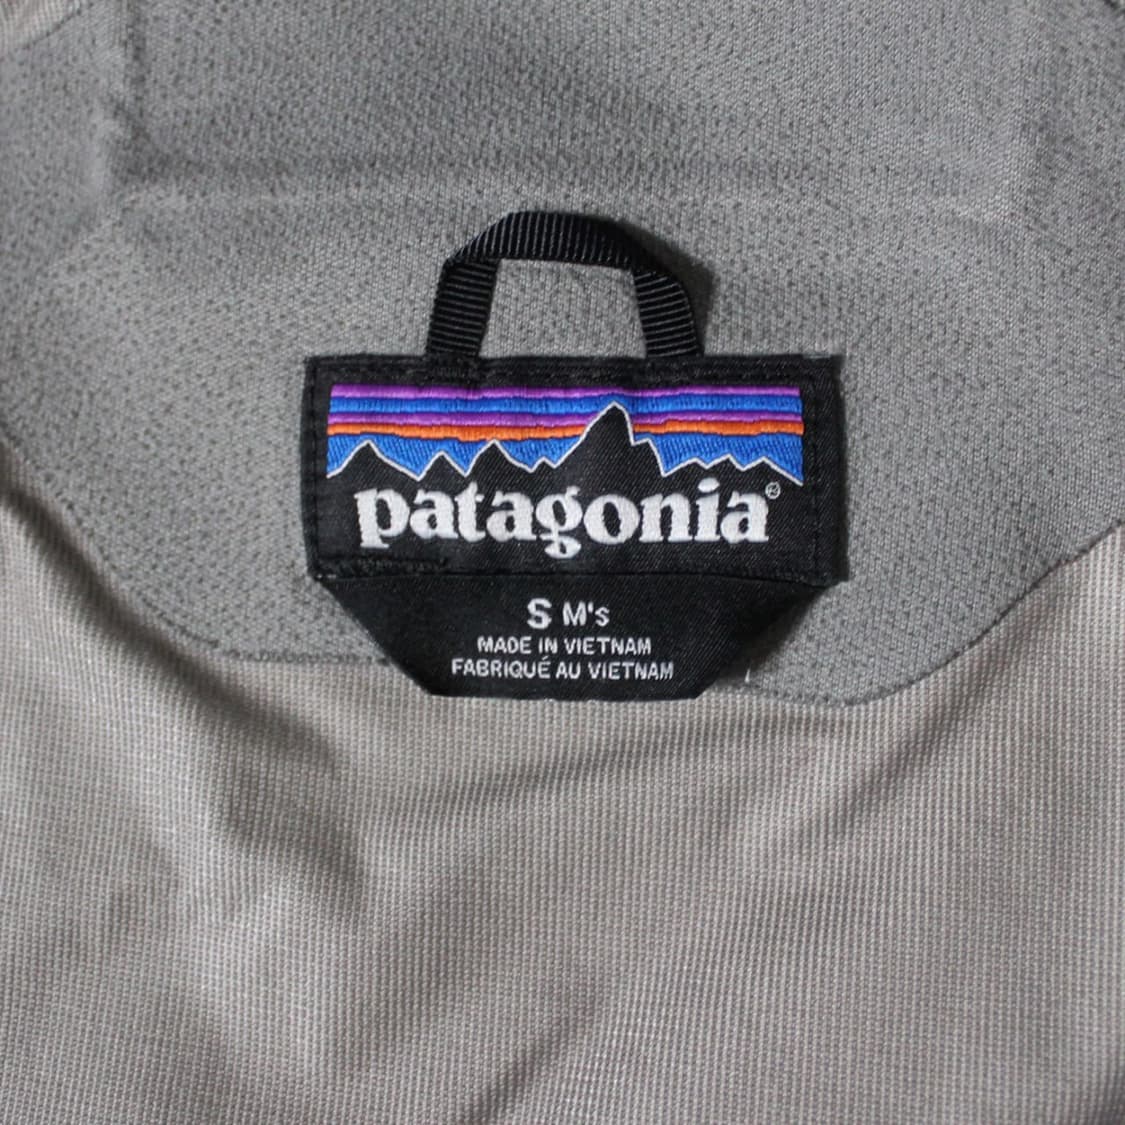 patagonia®
S M's
MADE IN VIETNAM
FABRIQUÉ AU VIETNAM